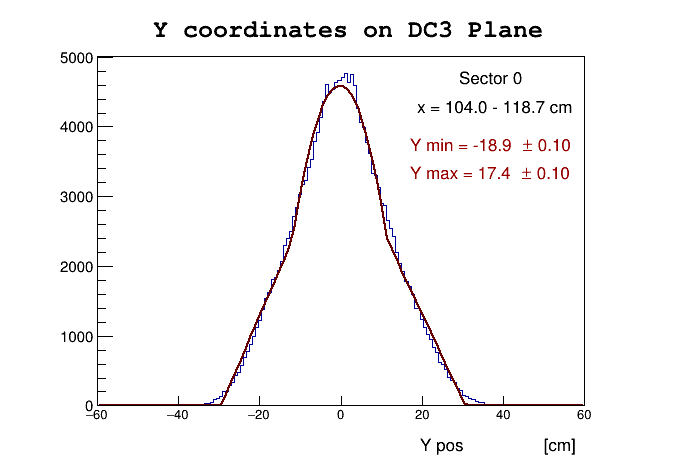 Y coordinates on DC3 Plane
5000
4000
3000
2000
1000
0
Sector 0
x = 104.0 - 118.7 cm
Y min = -18.9 ± 0.10
Y max = 17.4 ± 0.10
−60 −40 −20 0 20 40 60
Y pos [cm]